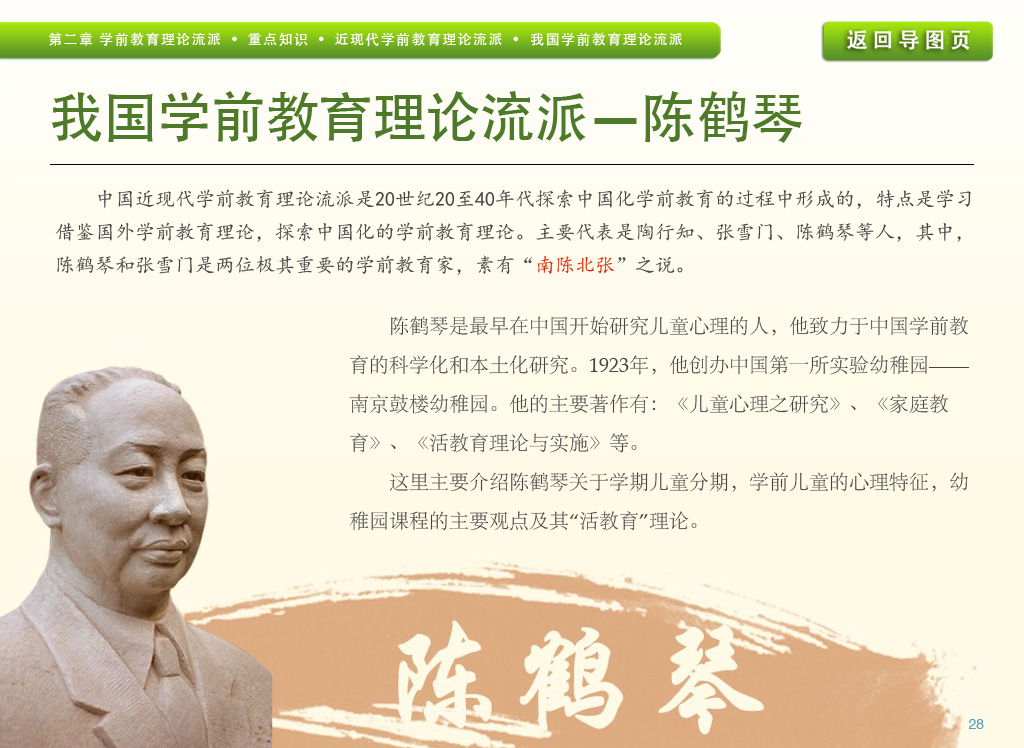 第二章 学前教育理论流派 • 重点知识 • 近现代学前教育理论流派 • 我国学前教育理论流派
返回导图页
我国学前教育理论流派—陈鹤琴
中国近现代学前教育理论流派是20世纪20至40年代探索中国化学前教育的过程中形成的，特点是学习
借鉴国外学前教育理论，探索中国化的学前教育理论。主要代表是陶行知、张雪门、陈鹤琴等人，其中，
陈鹤琴和张雪门是两位极其重要的学前教育家，素有“南陈北张”之说。
陈鹤琴是最早在中国开始研究儿童心理的人，他致力于中国学前教
育的科学化和本土化研究。1923年，他创办中国第一所实验幼稚园——
南京鼓楼幼稚园。他的主要著作有：《儿童心理之研究》、《家庭教
育》、《活教育理论与实施》等。
这里主要介绍陈鹤琴关于学期儿童分期，学前儿童的心理特征，幼
稚园课程的主要观点及其“活教育”理论。
陈鹤琴
28